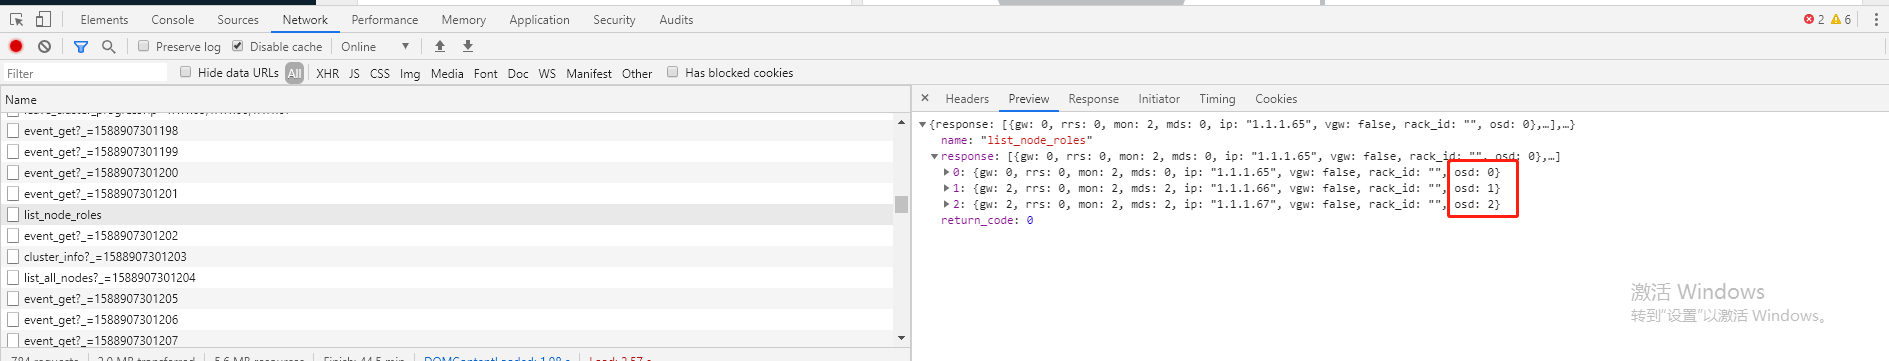 Elements Console Sources Network Performance Memory Application Security Audits 2 6
Preserve log Disable cache Online
Filter Hide data URLs All XHR JS CSS Img Media Font Doc WS Manifest Other Has blocked cookies
Name
event_get?_=1588907301198
event_get?_=1588907301199
event_get?_=1588907301200
event_get?_=1588907301201
list_node_roles
event_get?_=1588907301202
cluster_info?_=1588907301203
list_all_nodes?_=1588907301204
event_get?_=1588907301205
event_get?_=1588907301206
event_get?_=1588907301207
784 requests 2.0 MB transferred 5.6 MB resources Finish: 44.5 min DOMContentLoaded: 1.98 s Load: 2.57 s
× Headers Preview Response Initiator Timing Cookies
{response: [{gw: 0, rrs: 0, mon: 2, mds: 0, ip: "1.1.1.65", vgw: false, rack_id: "", osd: 0},…],…}
name: "list_node_roles"
response: [{gw: 0, rrs: 0, mon: 2, mds: 0, ip: "1.1.1.65", vgw: false, rack_id: "", osd: 0},…]
0: {gw: 0, rrs: 0, mon: 2, mds: 0, ip: "1.1.1.65", vgw: false, rack_id: "", osd: 0}
1: {gw: 2, rrs: 0, mon: 2, mds: 2, ip: "1.1.1.66", vgw: false, rack_id: "", osd: 1}
2: {gw: 2, rrs: 0, mon: 2, mds: 2, ip: "1.1.1.67", vgw: false, rack_id: "", osd: 2}
return_code: 0
激活 Windows
转到"设置"以激活 Windows。